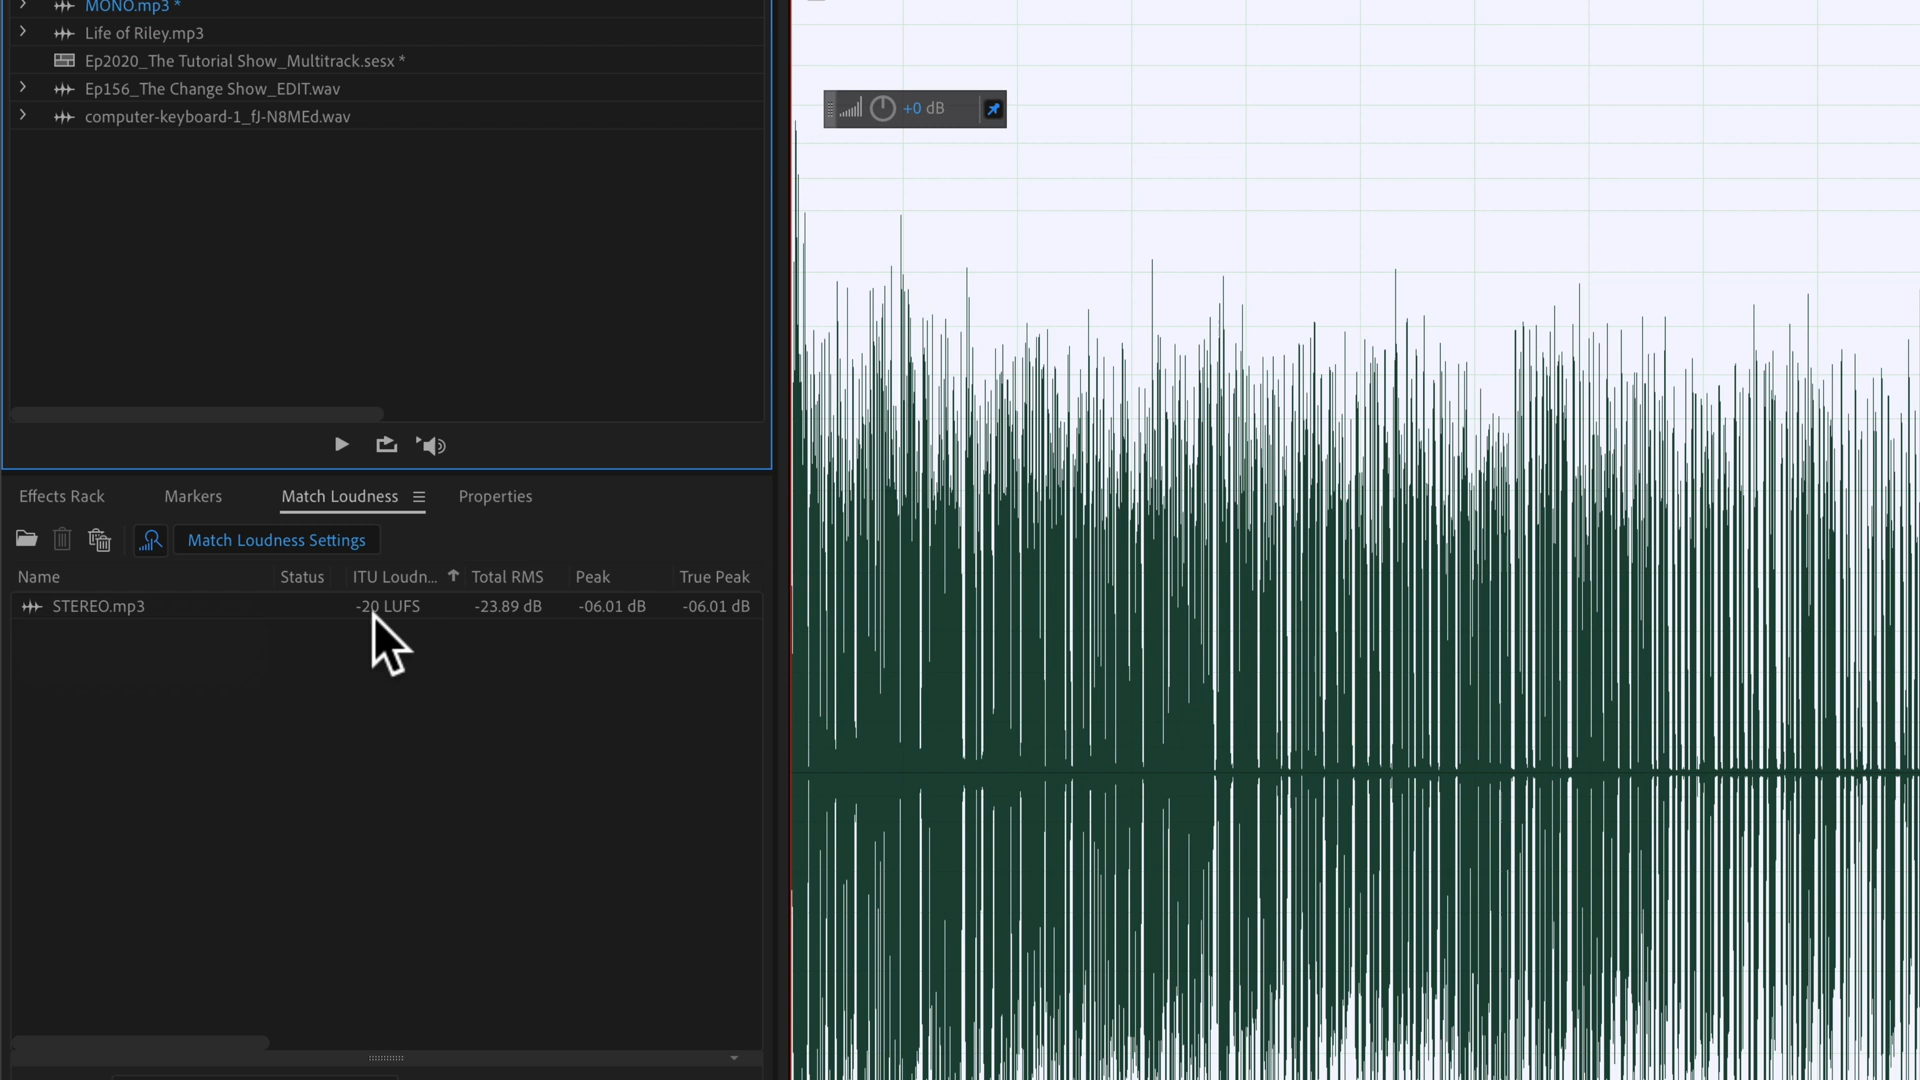 MONO.mp3 *
Life of Riley.mp3
Ep2020_The Tutorial Show_Multitrack.sesx *
Ep156_The Change Show_EDIT.wav
computer-keyboard-1_fJ-N8MEd.wav
+0 dB
Effects Rack Markers Match Loudness Properties
Match Loudness Settings
Name Status ITU Loudn... Total RMS Peak True Peak
STEREO.mp3 -20 LUFS -23.89 dB -06.01 dB -06.01 dB